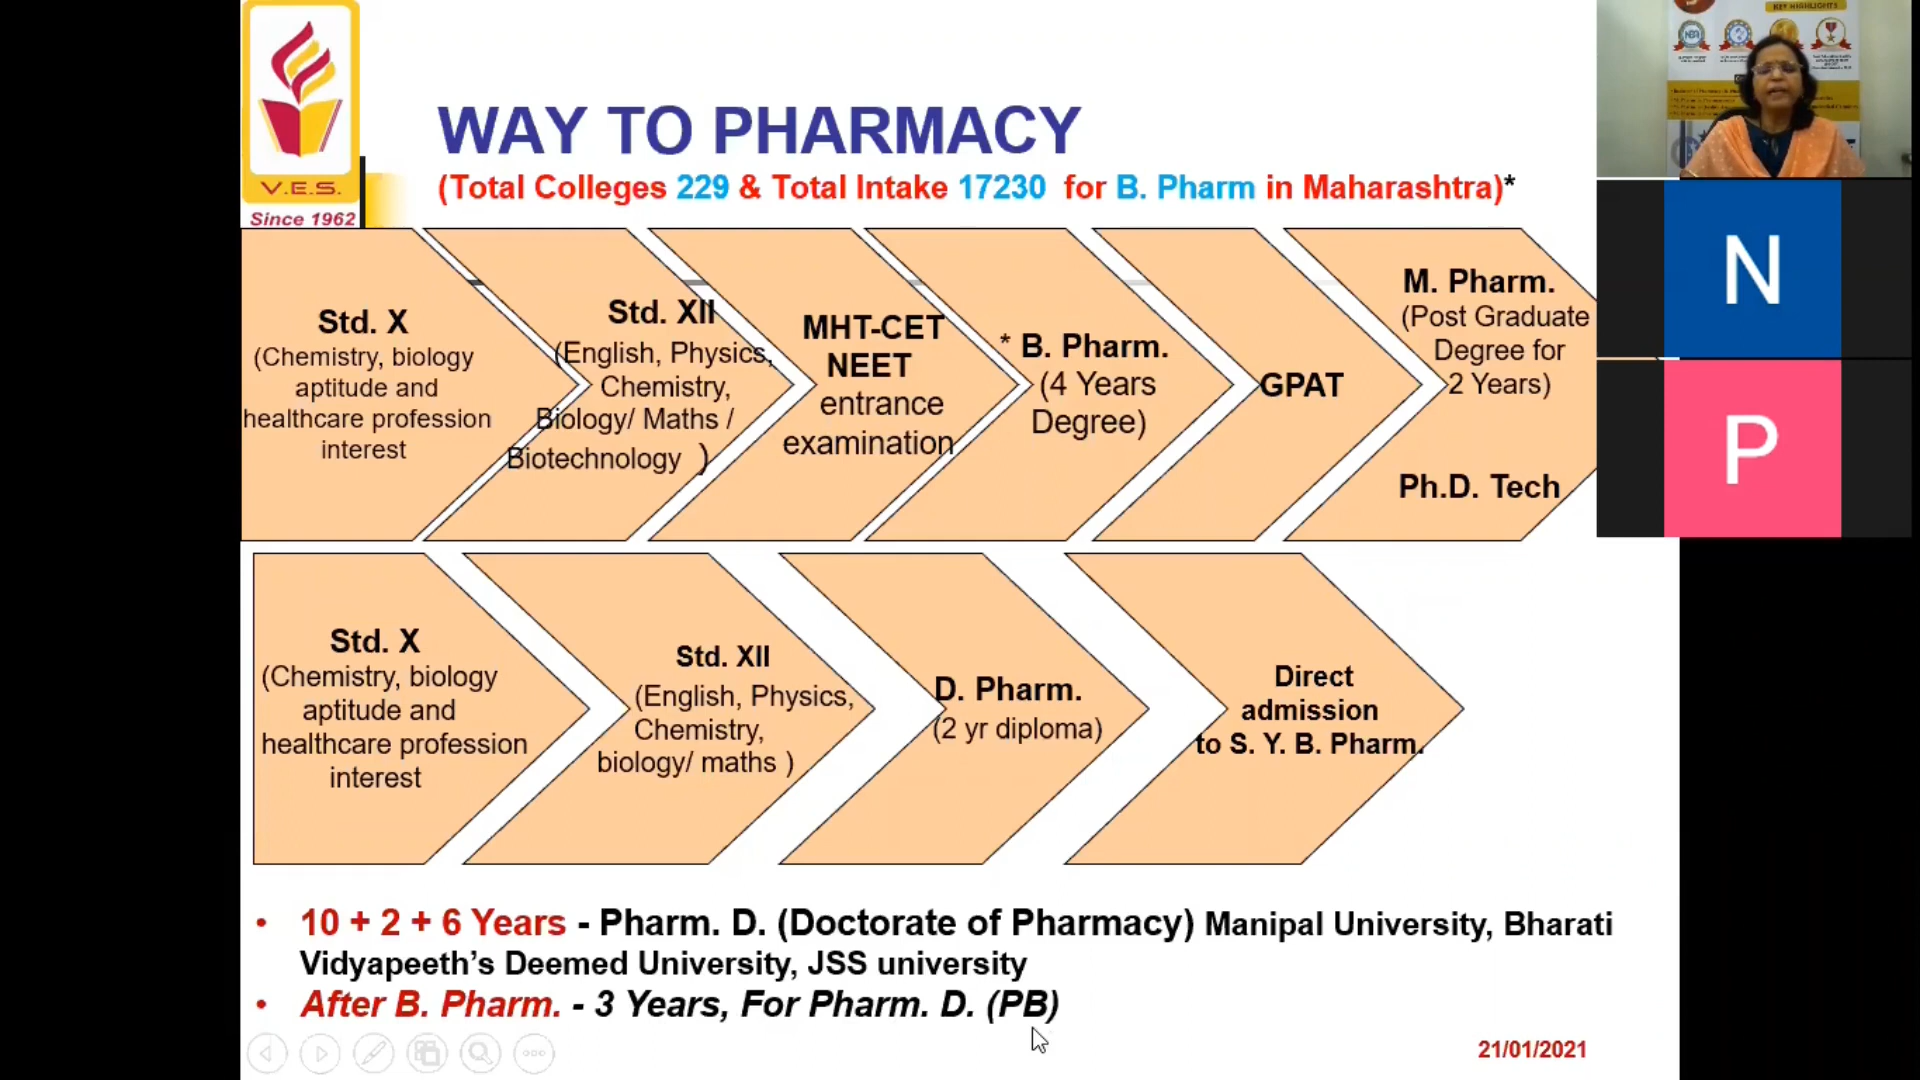 V.E.S.
Since 1962
WAY TO PHARMACY
(Total Colleges 229 & Total Intake 17230 for B. Pharm in Maharashtra)*
Std. X
(Chemistry, biology
aptitude and
healthcare profession
interest
Std. XII
(English, Physics,
Chemistry,
Biology/ Maths /
Biotechnology )
MHT-CET
NEET
entrance
examination
* B. Pharm.
(4 Years
Degree)
GPAT
M. Pharm.
(Post Graduate
Degree for
2 Years)
Ph.D. Tech
Std. X
(Chemistry, biology
aptitude and
healthcare profession
interest
Std. XII
(English, Physics,
Chemistry,
biology/ maths )
D. Pharm.
(2 yr diploma)
Direct
admission
to S. Y. B. Pharm.
• 10 + 2 + 6 Years - Pharm. D. (Doctorate of Pharmacy) Manipal University, Bharati
Vidyapeeth’s Deemed University, JSS university
• After B. Pharm. - 3 Years, For Pharm. D. (PB)
21/01/2021
KEY HIGHLIGHTS
NBA
N
P